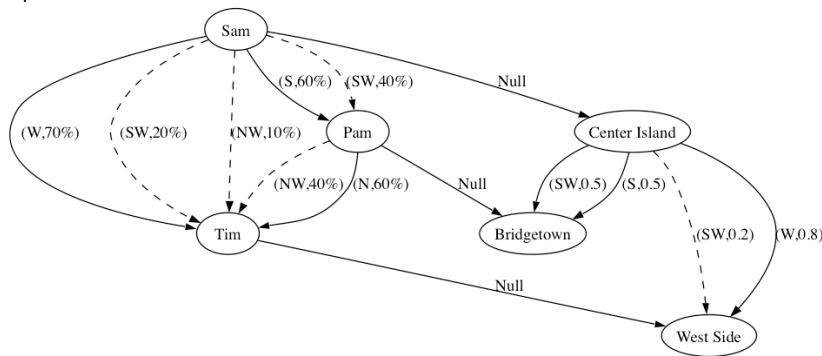 Sam
(S,60%)
(SW,40%)
Null
(W,70%)
(SW,20%)
(NW,10%)
Pam
Center Island
(NW,40%)
(N,60%)
Null
(SW,0.5)
(S,0.5)
Tim
Bridgetown
(SW,0.2)
(W,0.8)
Null
West Side